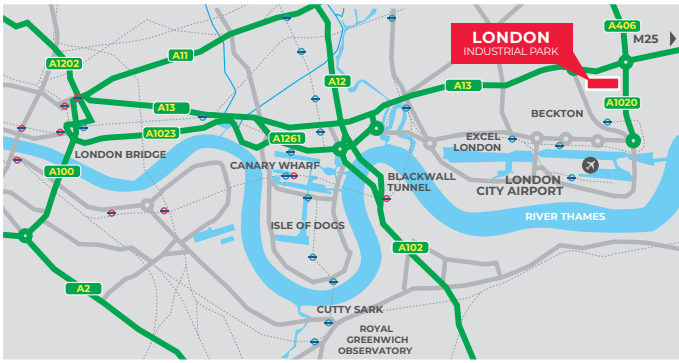 A406
LONDON
INDUSTRIAL PARK
M25
A11
A1202
A12
A13
A13
A1020
BECKTON
A1023
A1261
EXCEL
LONDON
LONDON BRIDGE
CANARY WHARF
A100
BLACKWALL
TUNNEL
LONDON
CITY AIRPORT
RIVER THAMES
ISLE OF DOGS
A102
A2
CUTTY SARK
ROYAL
GREENWICH
OBSERVATORY